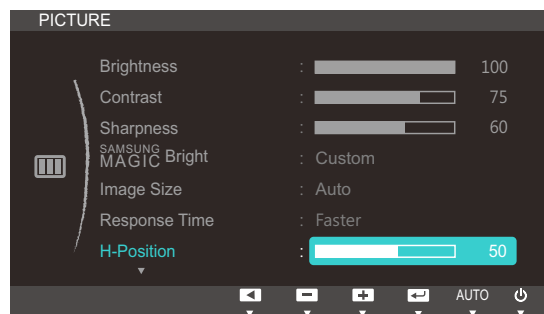 PICTURE
Brightness : 100
Contrast : 75
Sharpness : 60
SAMSUNG MAGIC Bright : Custom
Image Size : Auto
Response Time : Faster
H-Position : 50
AUTO